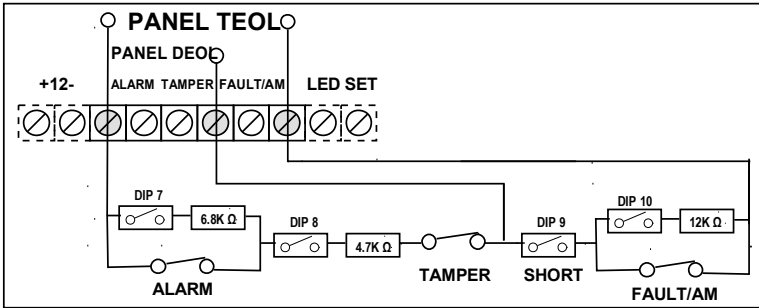 PANEL TEOL
PANEL DEOL
+12- ALARM TAMPER FAULT/AM LED SET
DIP 7 6.8K Ω
DIP 8 4.7K Ω
DIP 9
DIP 10 12K Ω
ALARM
TAMPER SHORT
FAULT/AM